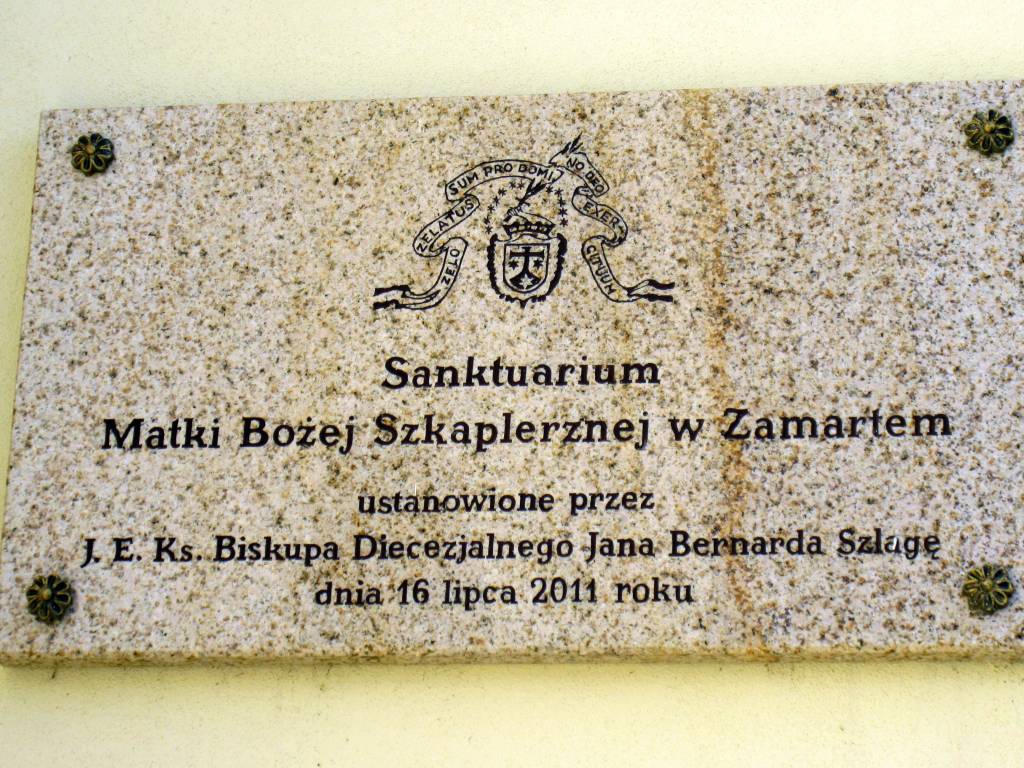 ZELO ZELATUS SUM PRO DOMINO DEO EXERCITUUM
Sanktuarium
Matki Bożej Szkaplerznej w Zamartem
ustanowione przez
J. E. Ks. Biskupa Diecezjalnego Jana Bernarda Szlagę
dnia 16 lipca 2011 roku